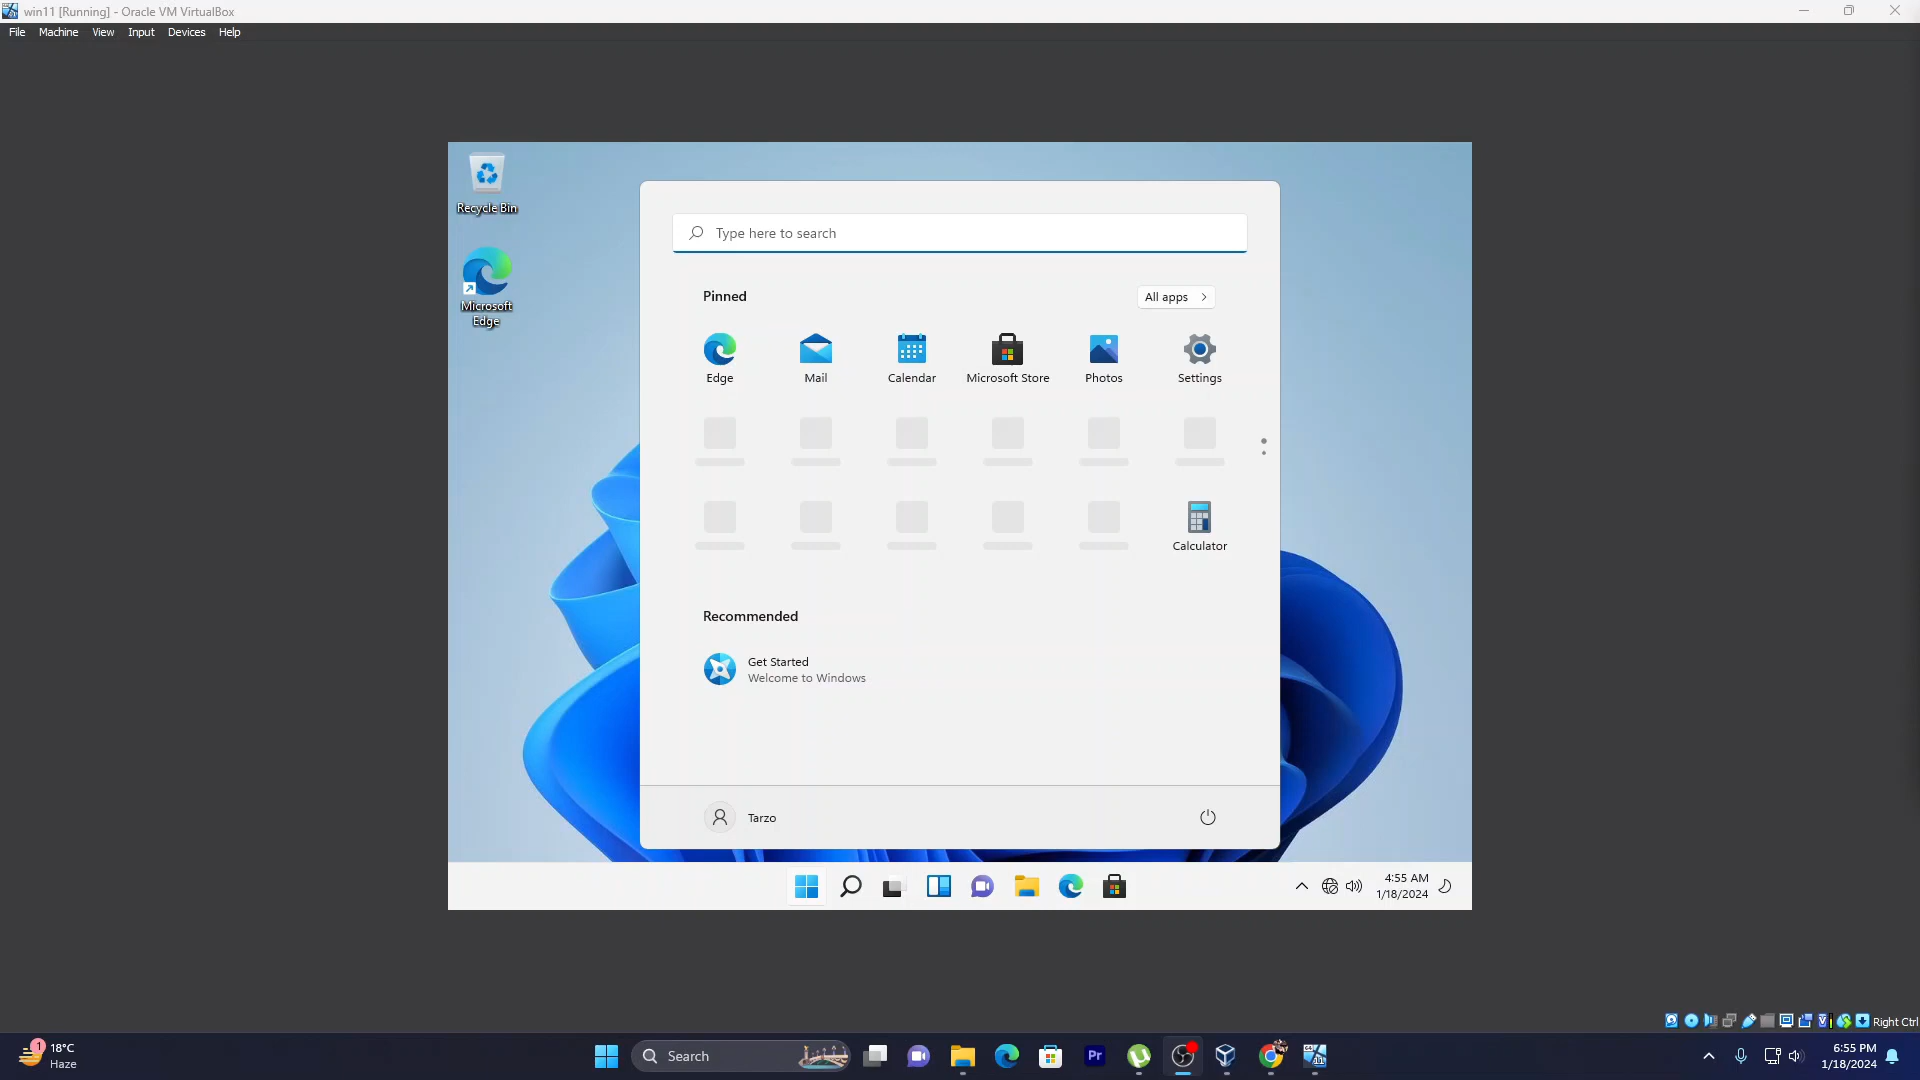 win11 [Running] - Oracle VM VirtualBox
File Machine View Input Devices Help
Recycle Bin
Microsoft
Edge
Type here to search
Pinned
All apps
Edge Mail Calendar Microsoft Store Photos Settings
Calculator
Recommended
Get Started
Welcome to Windows
Tarzo
4:55 AM
1/18/2024
Right Ctrl
1
18°C
Haze
Search
Pr
6:55 PM
1/18/2024